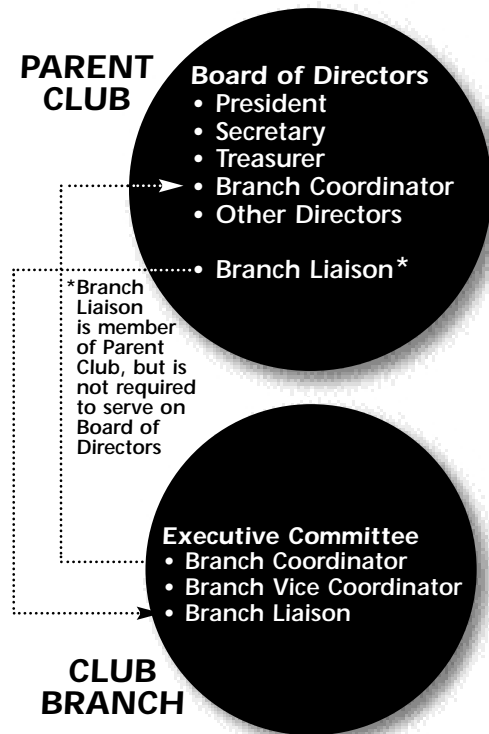 PARENT
CLUB
Board of Directors
• President
• Secretary
• Treasurer
• Branch Coordinator
• Other Directors
• Branch Liaison*
*Branch
Liaison
is member
of Parent
Club, but is
not required
to serve on
Board of
Directors
Executive Committee
• Branch Coordinator
• Branch Vice Coordinator
• Branch Liaison
CLUB
BRANCH